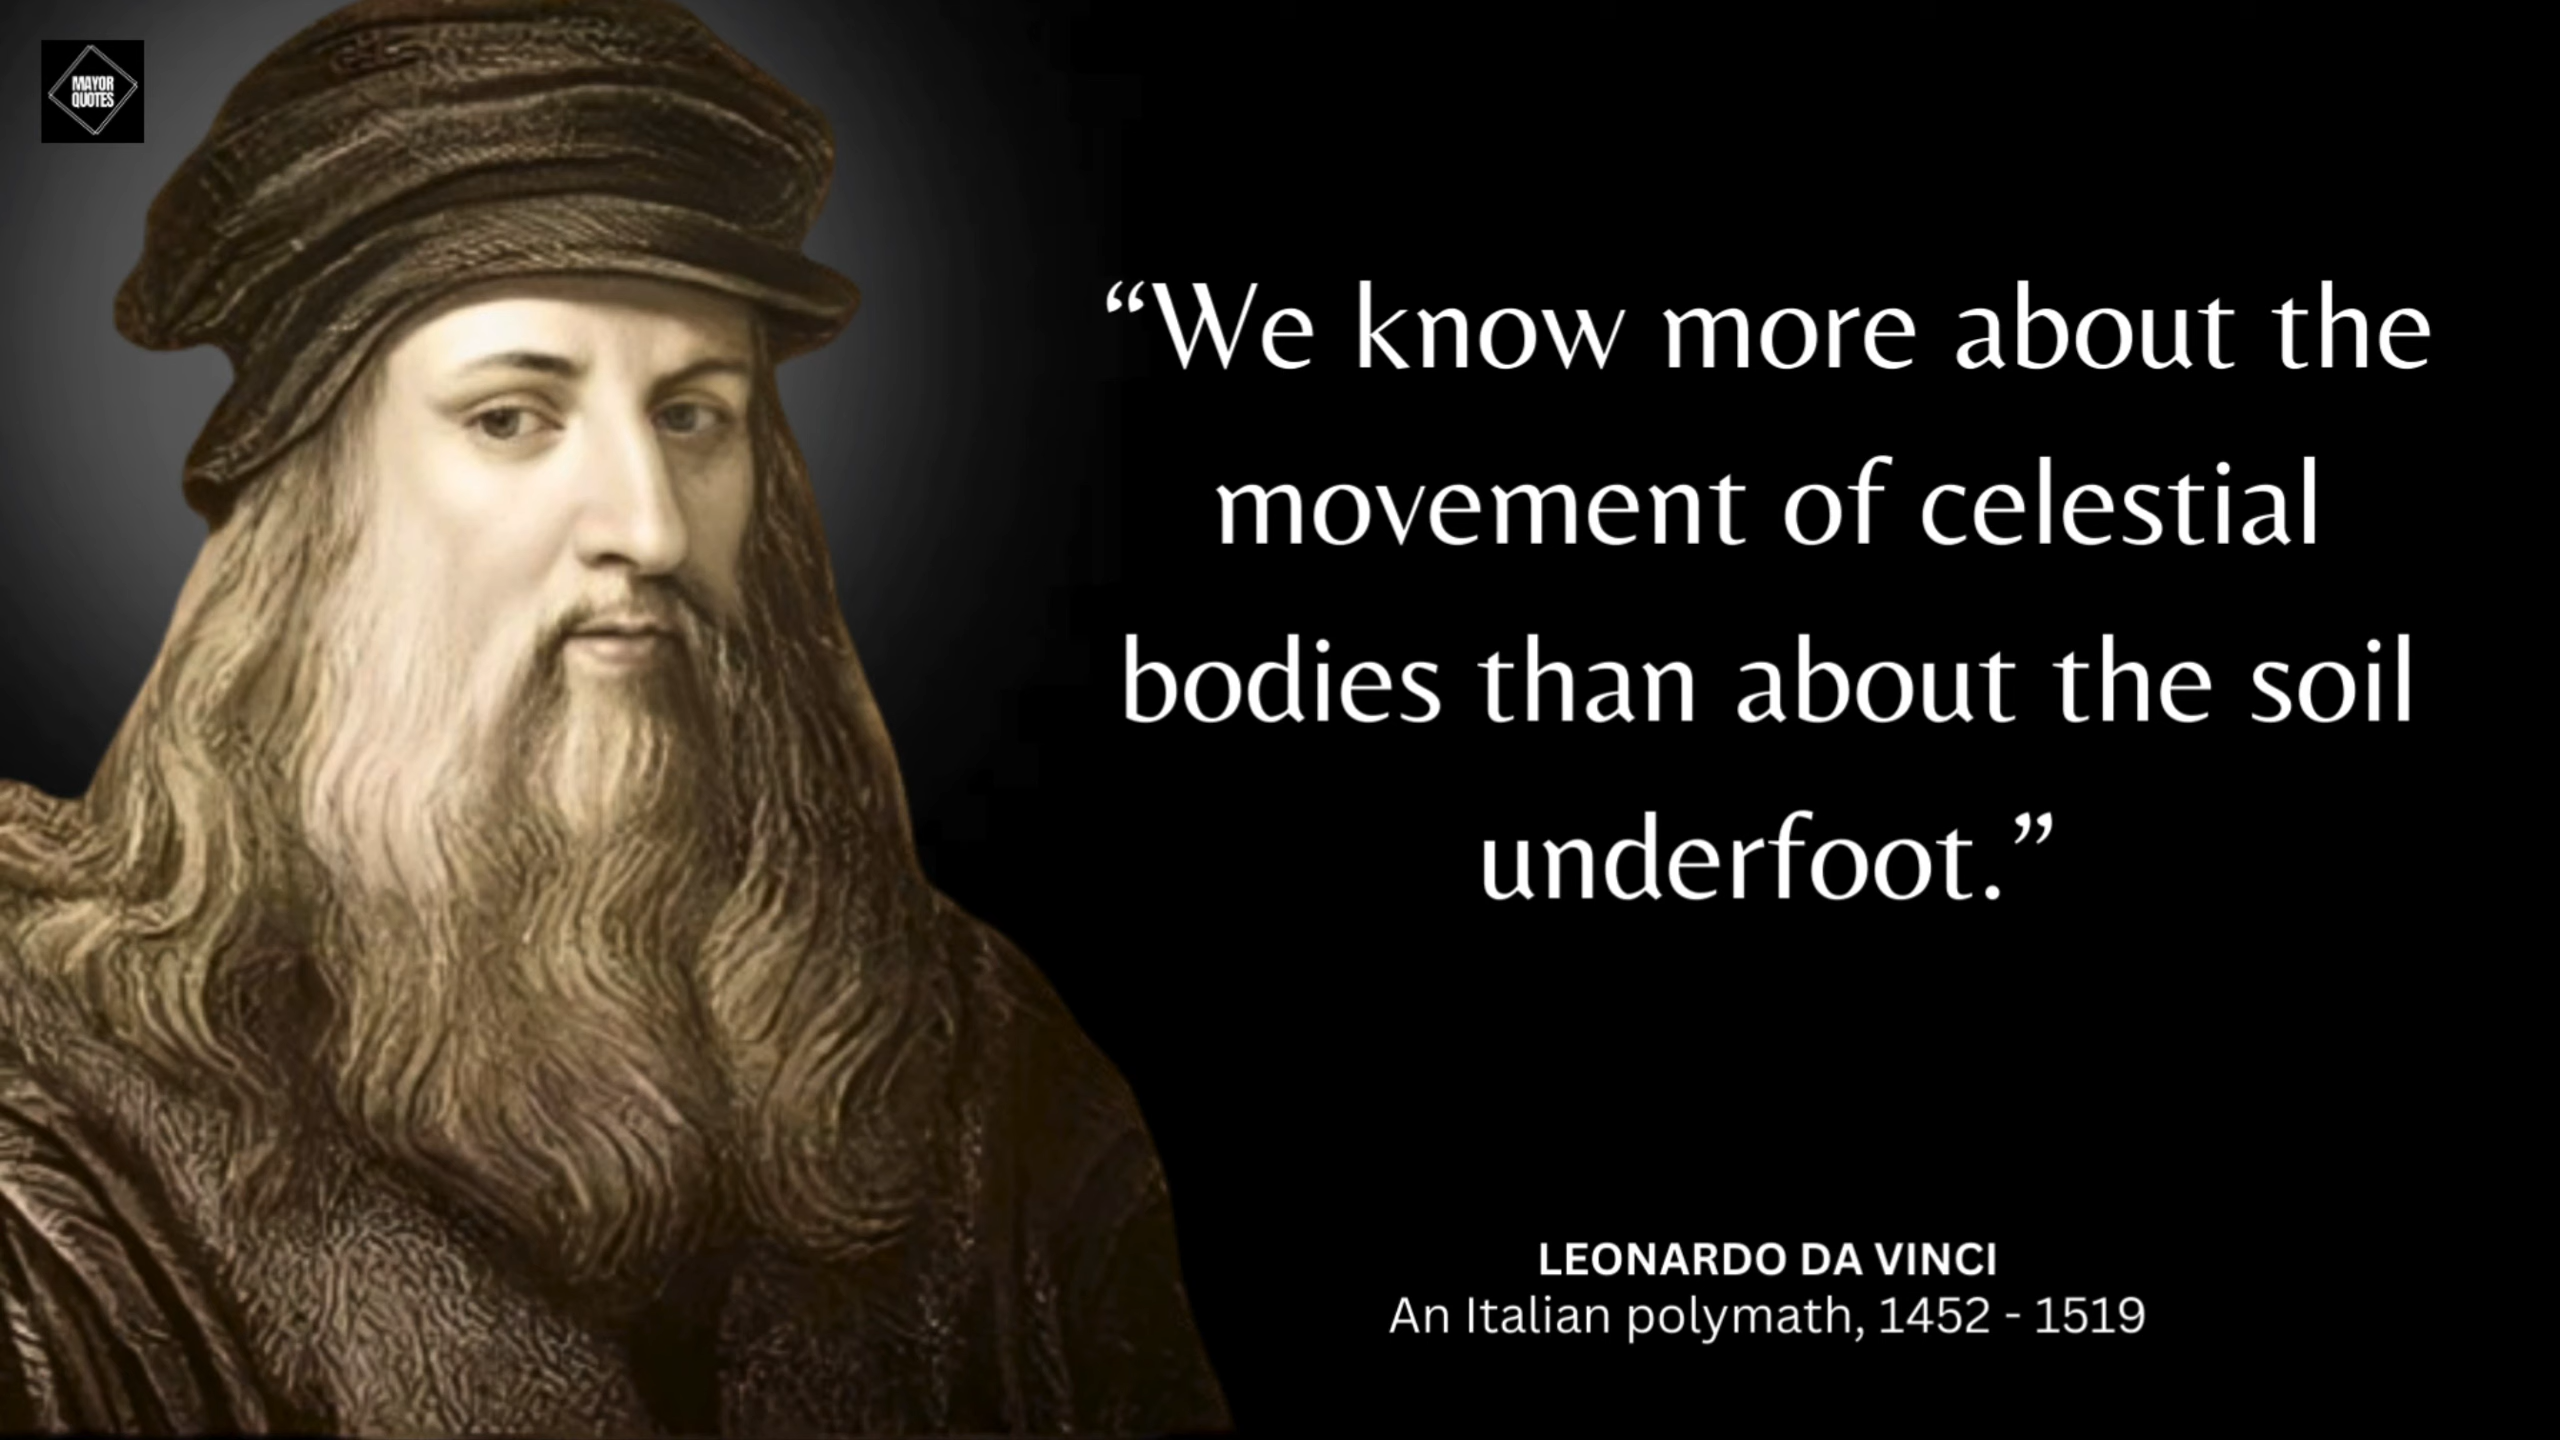 MAYOR
QUOTES
“We know more about the
movement of celestial
bodies than about the soil
underfoot.”
LEONARDO DA VINCI
An Italian polymath, 1452 - 1519